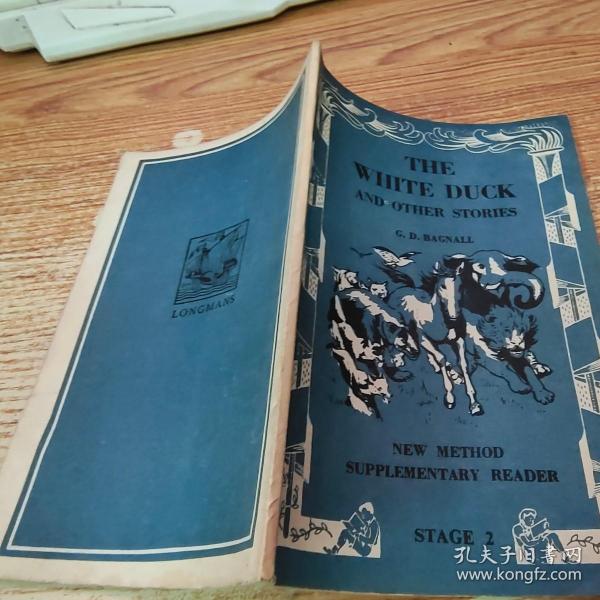 THE
WHITE DUCK
AND OTHER STORIES
G. D. BAGNALL
NEW METHOD
SUPPLEMENTARY READER
STAGE 2
LONGMANS
孔夫子旧书网
www.kongfz.com